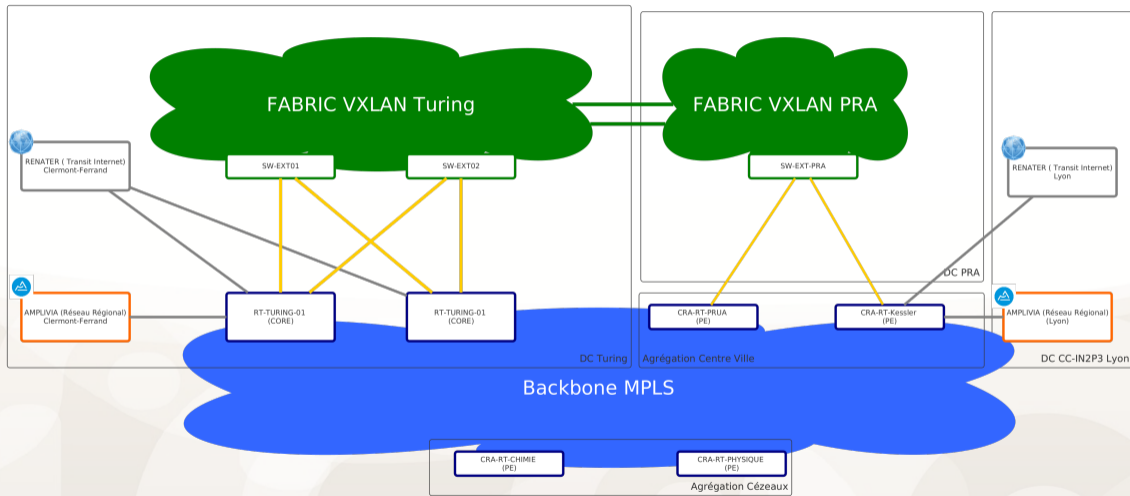 FABRIC VXLAN Turing
FABRIC VXLAN PRA
RENATER ( Transit Internet)
Clermont-Ferrand
SW-EXT01
SW-EXT02
SW-EXT-PRA
RENATER ( Transit Internet)
Lyon
DC PRA
AMPLIVIA (Réseau Régional)
Clermont-Ferrand
RT-TURING-01
(CORE)
RT-TURING-01
(CORE)
CRA-RT-PRUA
(PE)
CRA-RT-Kessler
(PE)
AMPLIVIA (Réseau Régional)
(Lyon)
DC Turing
Agrégation Centre Ville
DC CC-IN2P3 Lyon
Backbone MPLS
CRA-RT-CHIMIE
(PE)
CRA-RT-PHYSIQUE
(PE)
Agrégation Cézeaux